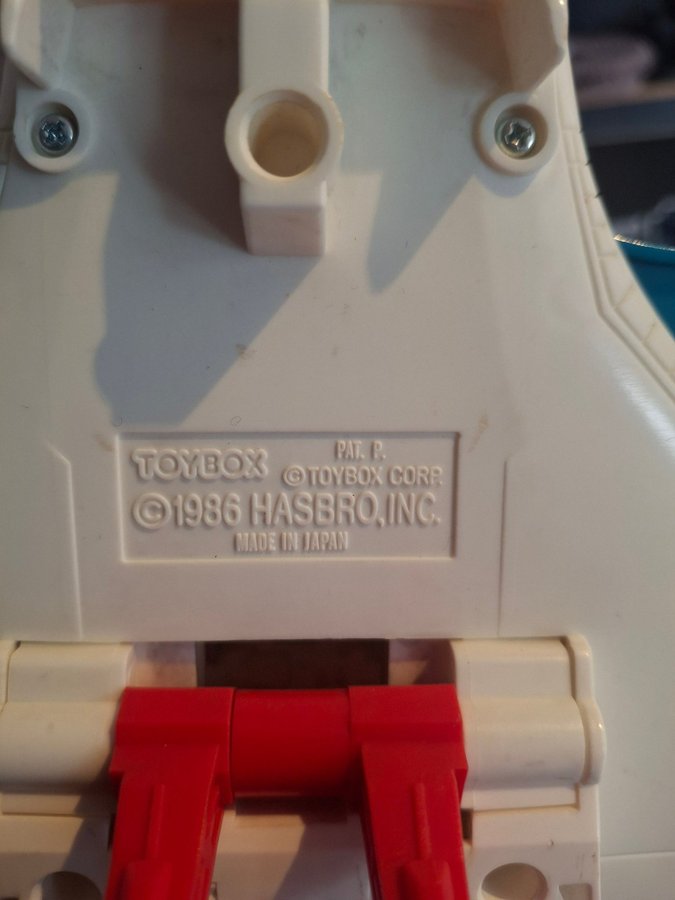 TOYBOX PAT. P.
©TOYBOX CORP.
©1986 HASBRO, INC.
MADE IN JAPAN